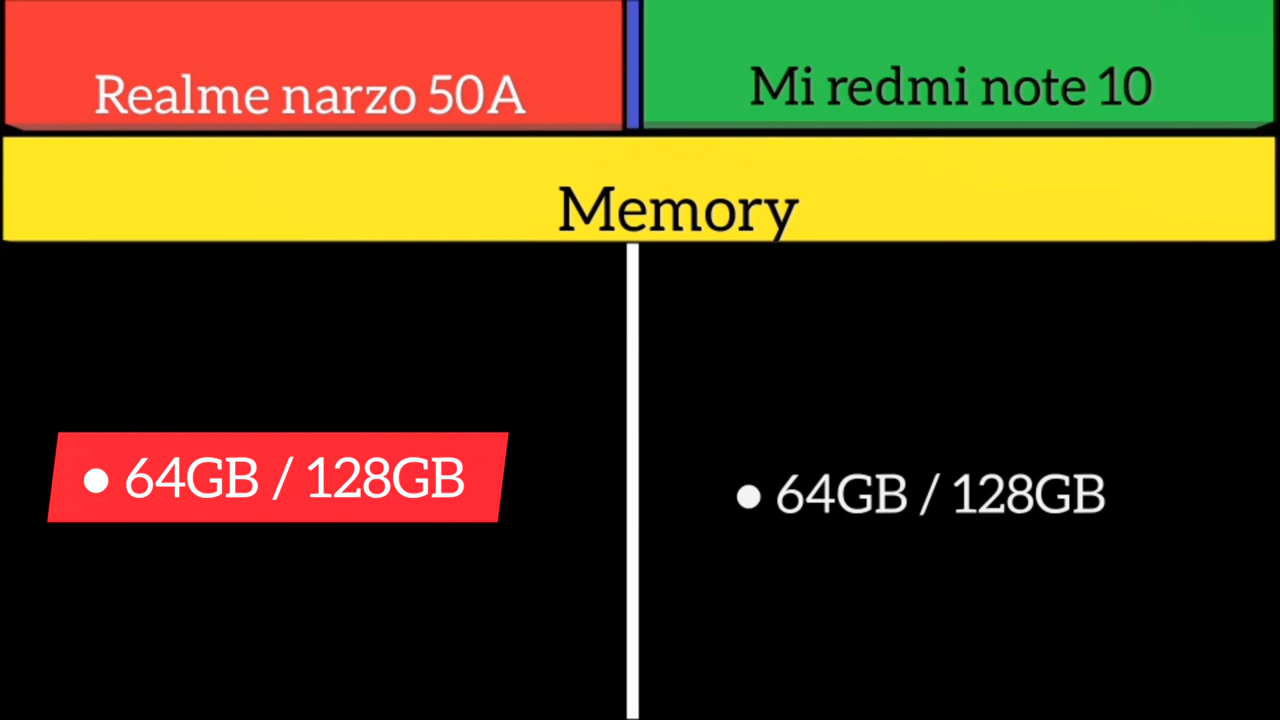 Realme narzo 50A
Mi redmi note 10
Memory
● 64GB / 128GB
● 64GB / 128GB